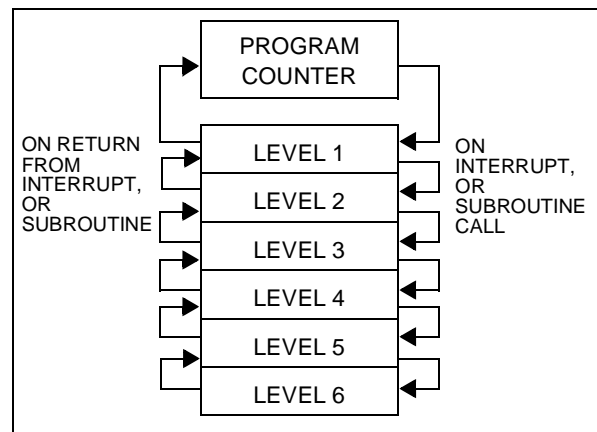 PROGRAM
COUNTER
ON RETURN
FROM
INTERRUPT,
OR
SUBROUTINE
LEVEL 1
LEVEL 2
LEVEL 3
LEVEL 4
LEVEL 5
LEVEL 6
ON
INTERRUPT,
OR
SUBROUTINE
CALL